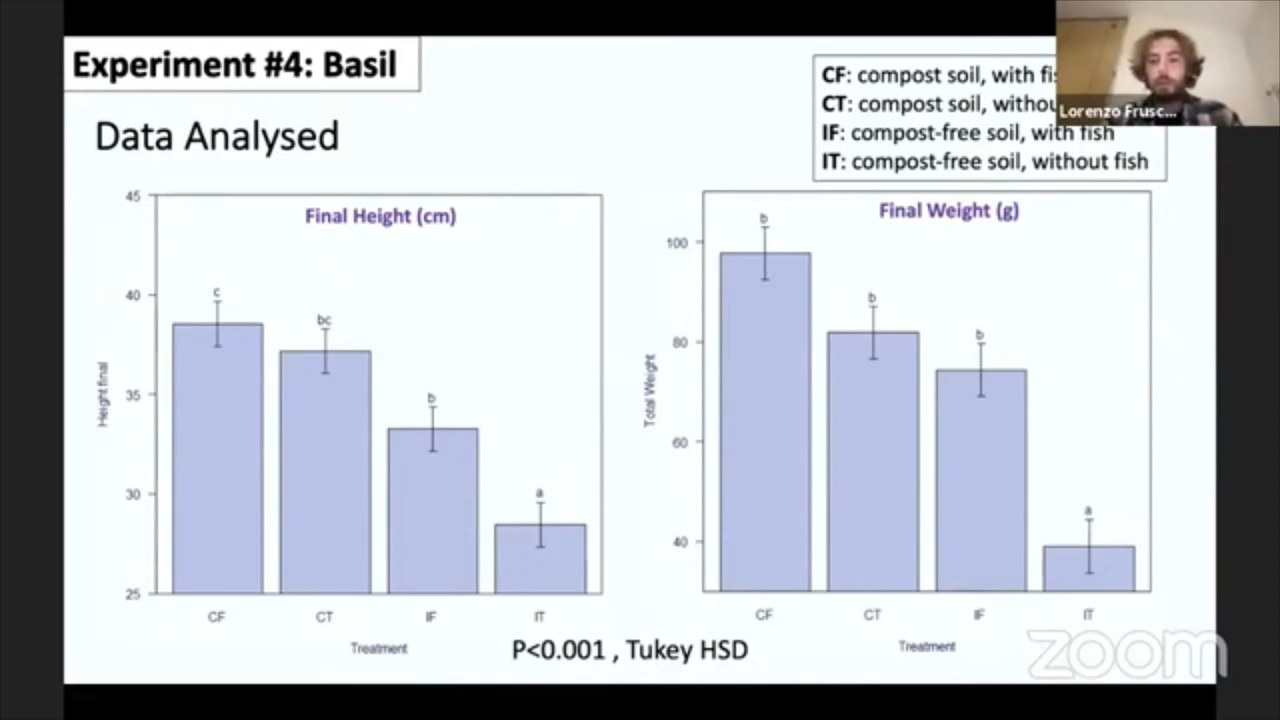 Experiment #4: Basil
CF: compost soil, with
CT: compost soil,
IF: compost-free soil, with fish
IT: compost-free soil, without fish
Lorenzo Frusc...
Data Analysed
Final Height (cm)
45
40
35
30
25
Height final
c
bc
b
a
CF CT IF IT
Treatment
Final Weight (g)
100
80
60
40
Total Weight
b
b
b
a
CF CT IF IT
Treatment
P<0.001 , Tukey HSD
zoom